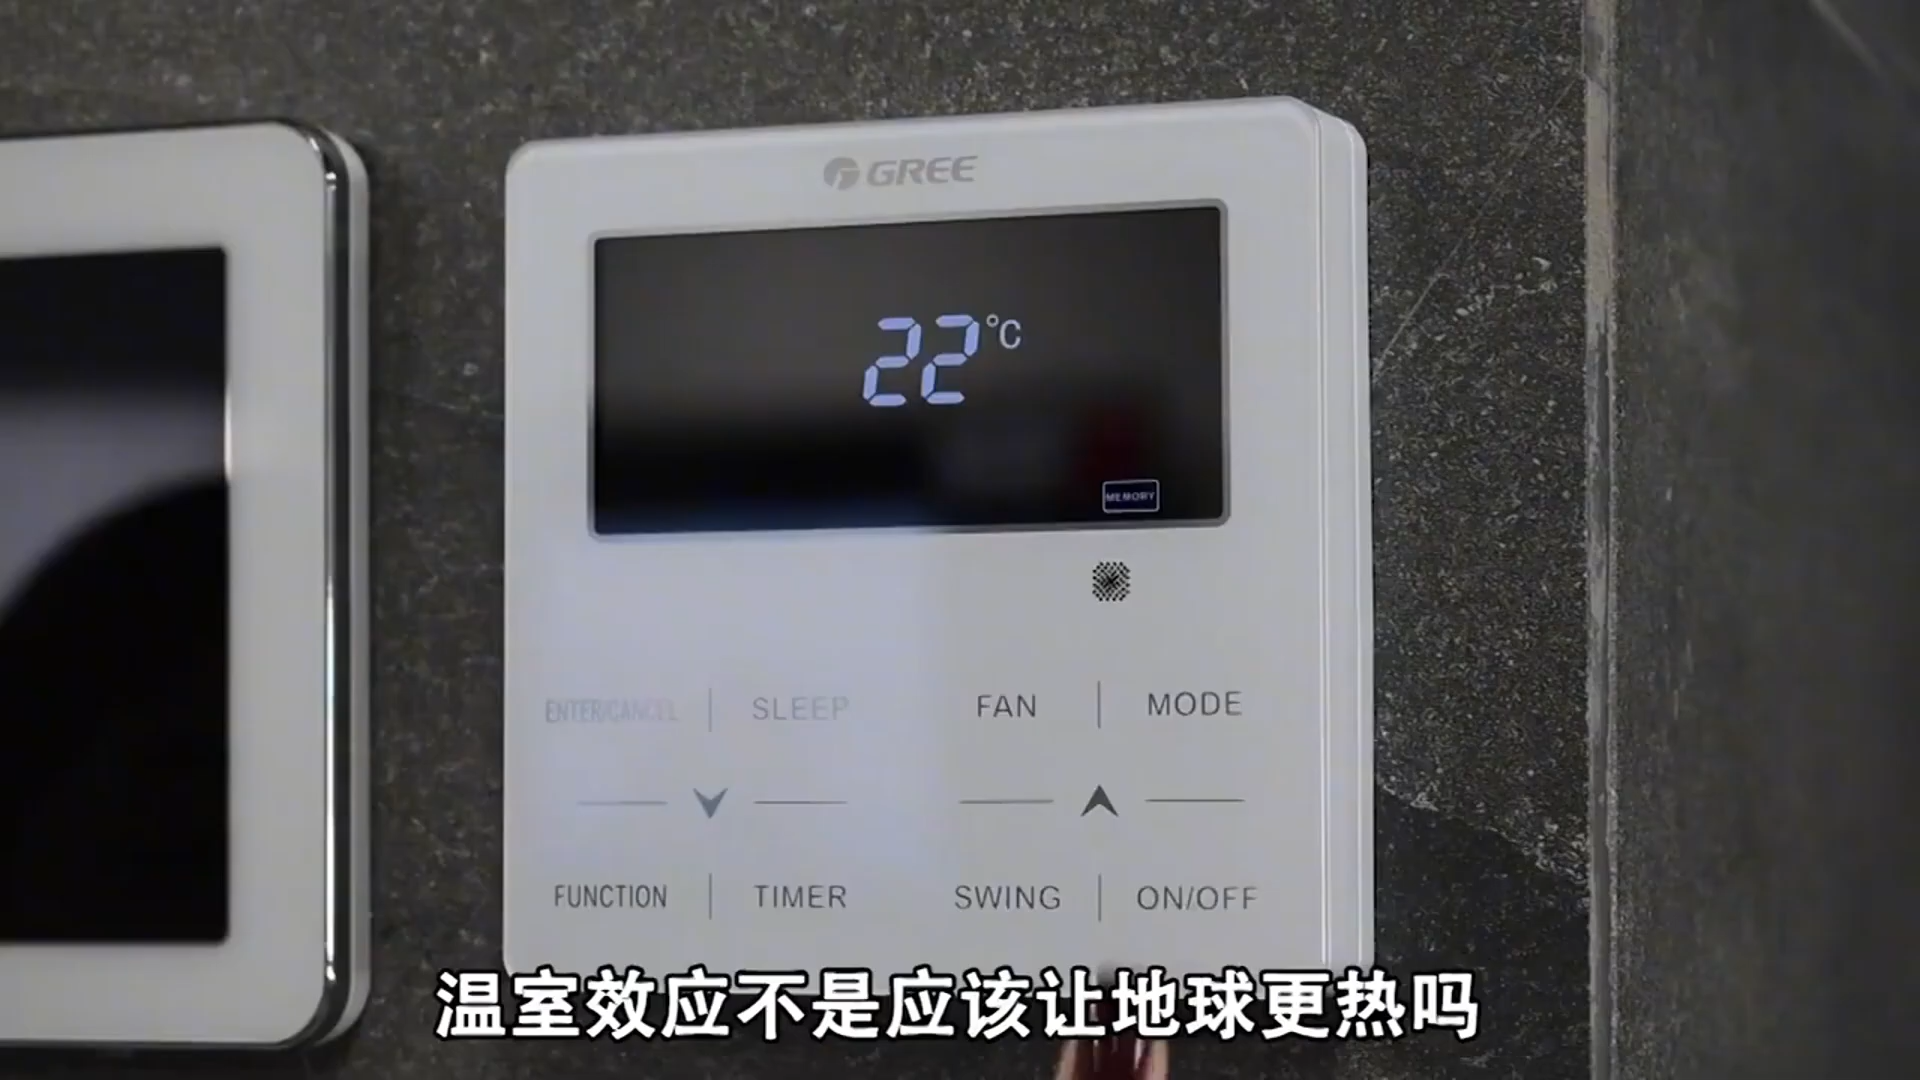 GREE
22°C
MEMORY
ENTER/CANCEL SLEEP FAN MODE
FUNCTION TIMER SWING ON/OFF
温室效应不是应该让地球更热吗